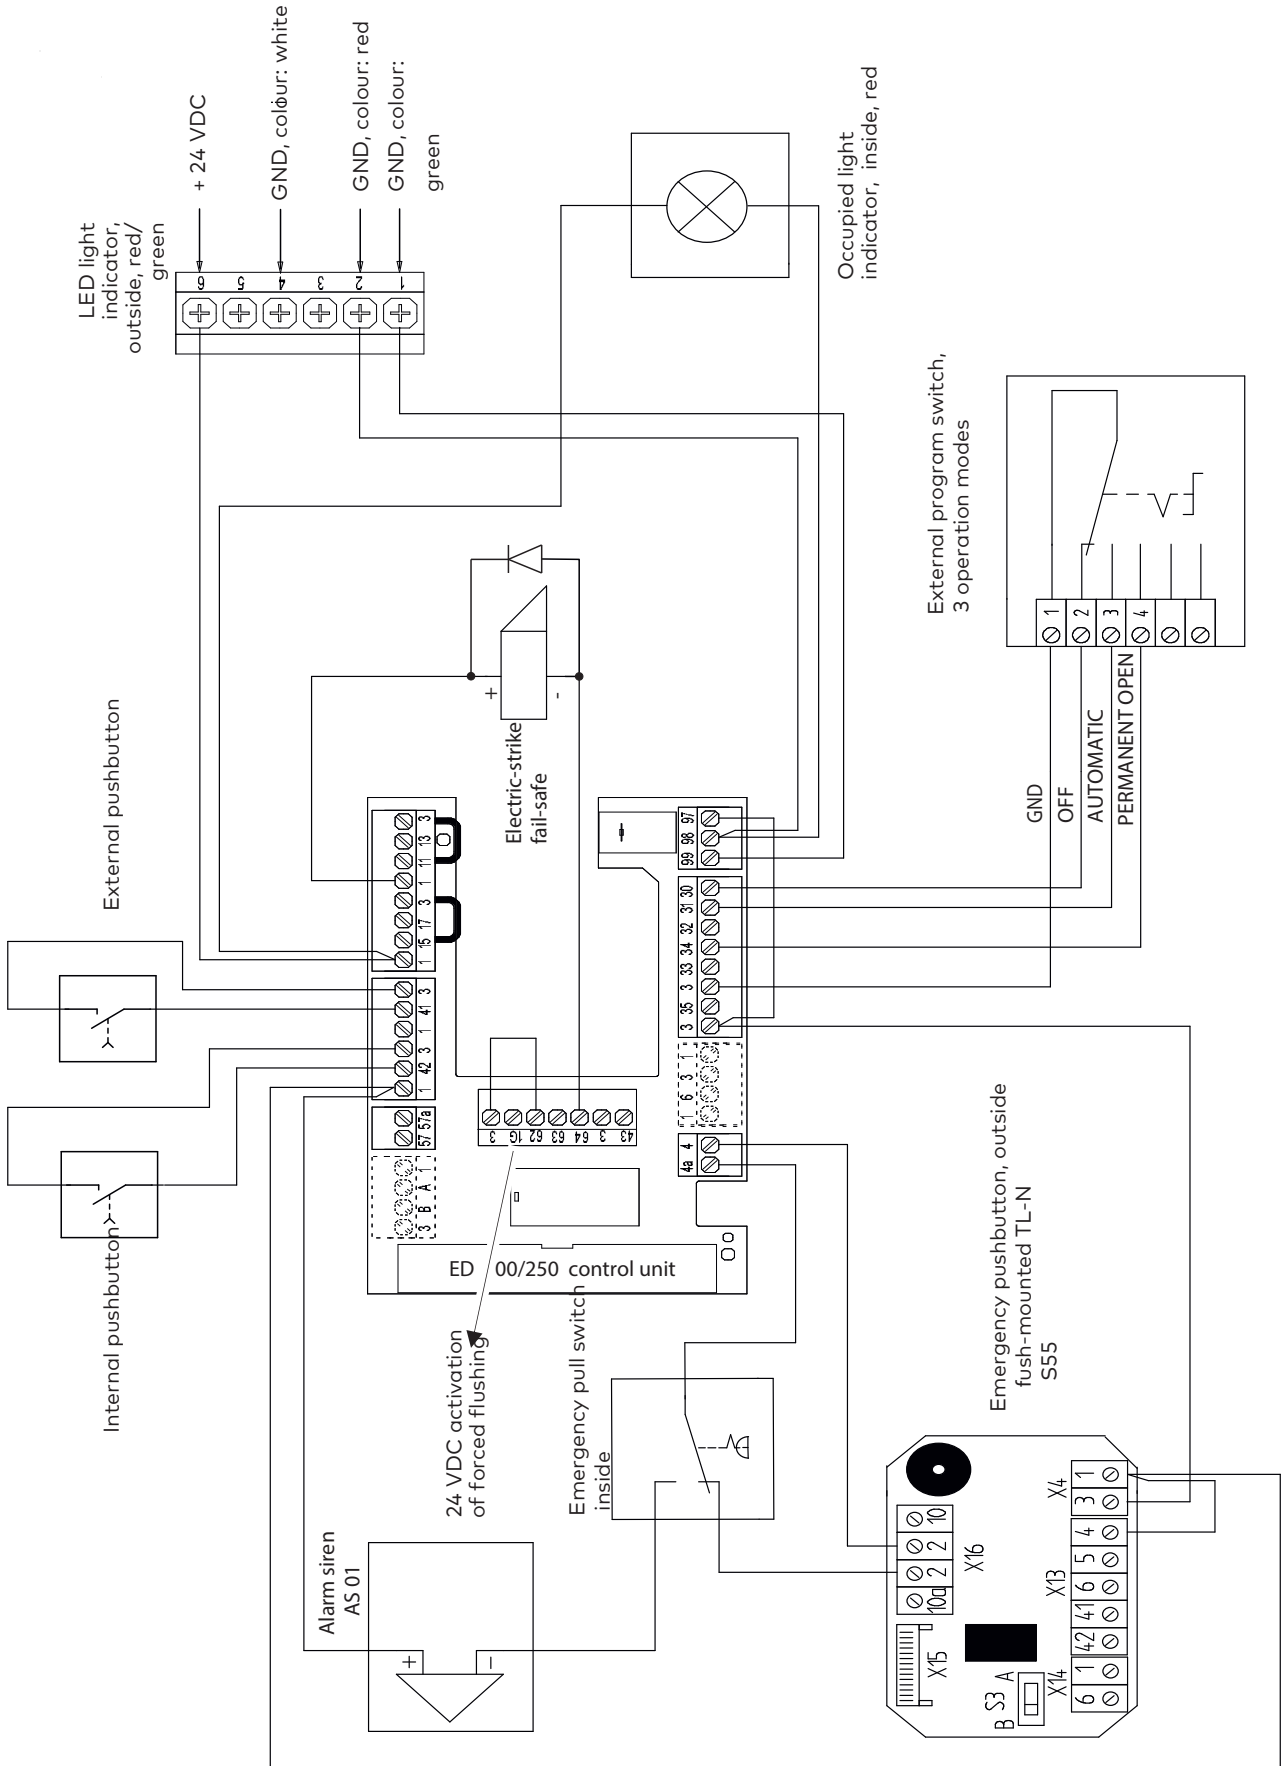 LED light
indicator,
outside, red/
green
+ 24 VDC
GND, colour: white
GND, colour: red
GND, colour:
green
6
5
4
3
2
1
Occupied light
indicator, inside, red
External pushbutton
Internal pushbutton
Electric-strike
fail-safe
+
-
3
13
11
1
3
17
15
1
3
41
1
3
42
1
57a
57
1
A
B
3
3
1G
62
63
64
3
43
97
98
99
30
31
32
34
33
3
35
3
1
3
6
1
4
4a
ED 00/250 control unit
24 VDC activation
of forced flushing
Emergency pull switch
inside
Alarm siren
AS 01
+
-
External program switch,
3 operation modes
1
2
3
4
GND
OFF
AUTOMATIC
PERMANENT OPEN
Emergency pushbutton, outside
fush-mounted TL-N
S55
10
2
2
10a
X16
X15
X4
1
3
4
5
6
41
42
X13
1
6
X14
S3
A
B